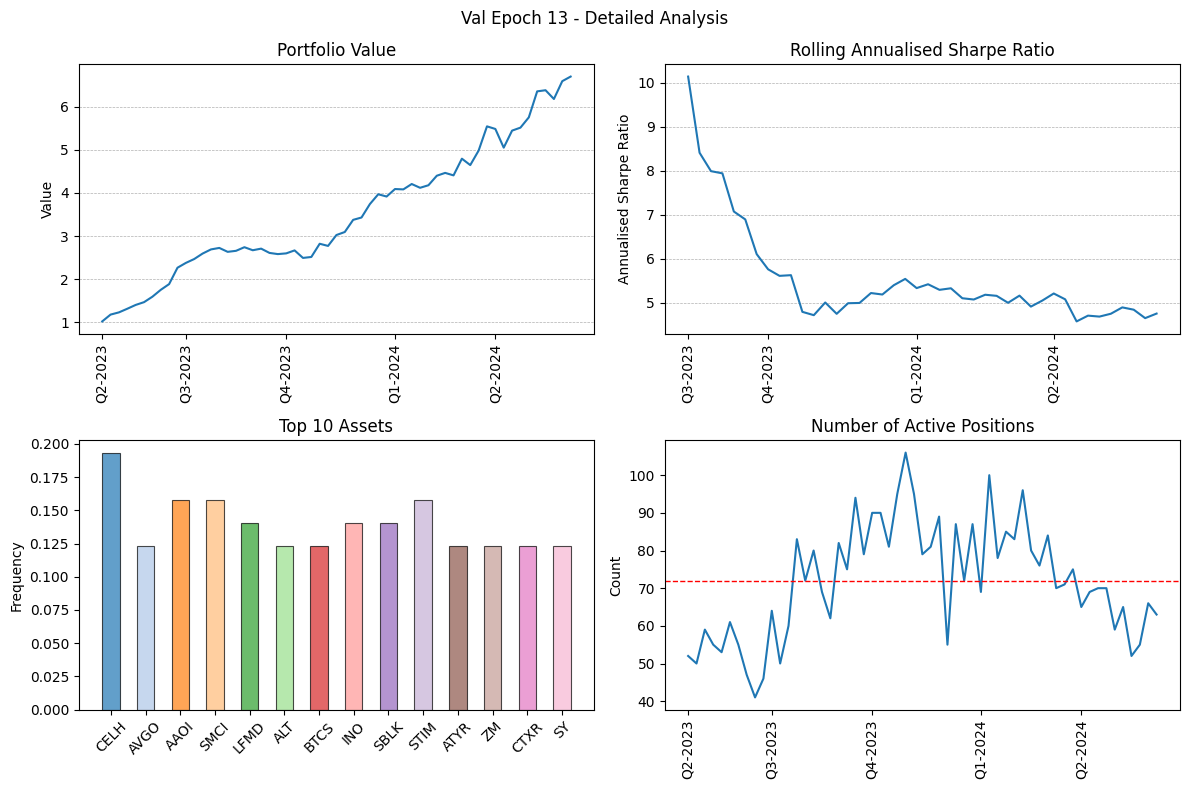 Val Epoch 13 - Detailed Analysis
Portfolio Value
Value
6
5
4
3
2
1
Q2-2023
Q3-2023
Q4-2023
Q1-2024
Q2-2024
Rolling Annualised Sharpe Ratio
Annualised Sharpe Ratio
10
9
8
7
6
5
Q3-2023
Q4-2023
Q1-2024
Q2-2024
Top 10 Assets
Frequency
0.200
0.175
0.150
0.125
0.100
0.075
0.050
0.025
0.000
CELH
AVGO
AAOI
SMCI
LFMD
ALT
BTCS
INO
SBLK
STIM
ATYR
ZM
CTXR
SY
Number of Active Positions
Count
100
90
80
70
60
50
40
Q2-2023
Q3-2023
Q4-2023
Q1-2024
Q2-2024